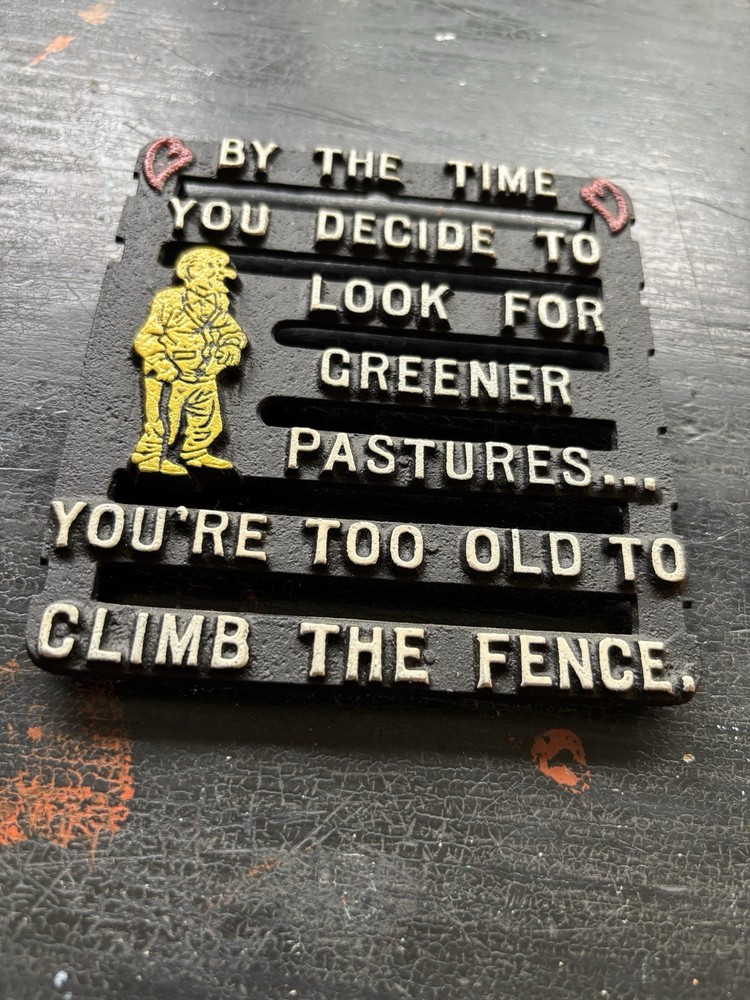 BY THE TIME
YOU DECIDE TO
LOOK FOR
GREENER
PASTURES...
YOU'RE TOO OLD TO
CLIMB THE FENCE.